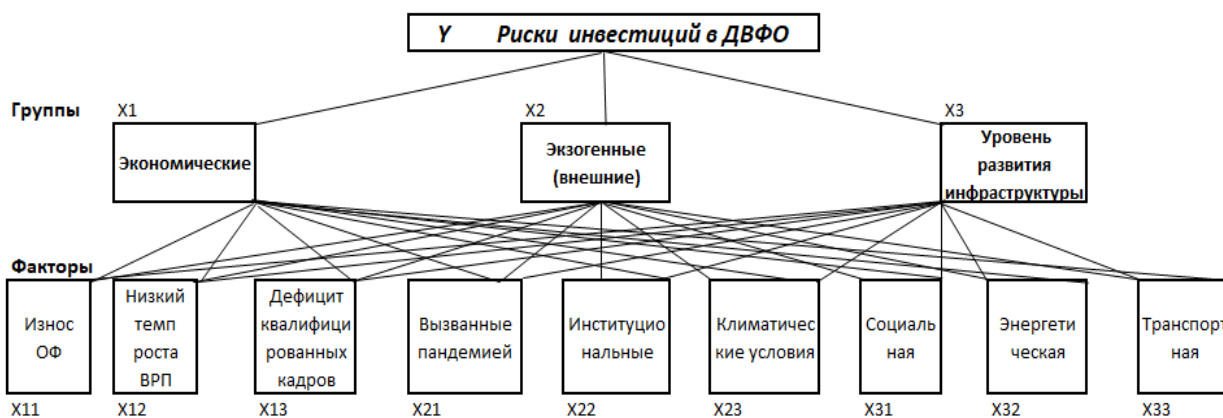 Y Риски инвестиций в ДВФО
Группы
X1
X2
X3
Экономические
Экзогенные
(внешние)
Уровень
развития
инфраструктуры
Факторы
Износ
ОФ
Низкий
темп
роста
ВРП
Дефицит
квалифици
рованных
кадров
Вызванные
пандемией
Институцио
нальные
Климатичес
кие условия
Социаль
ная
Энергети
ческая
Транспорт
ная
X11
X12
X13
X21
X22
X23
X31
X32
X33